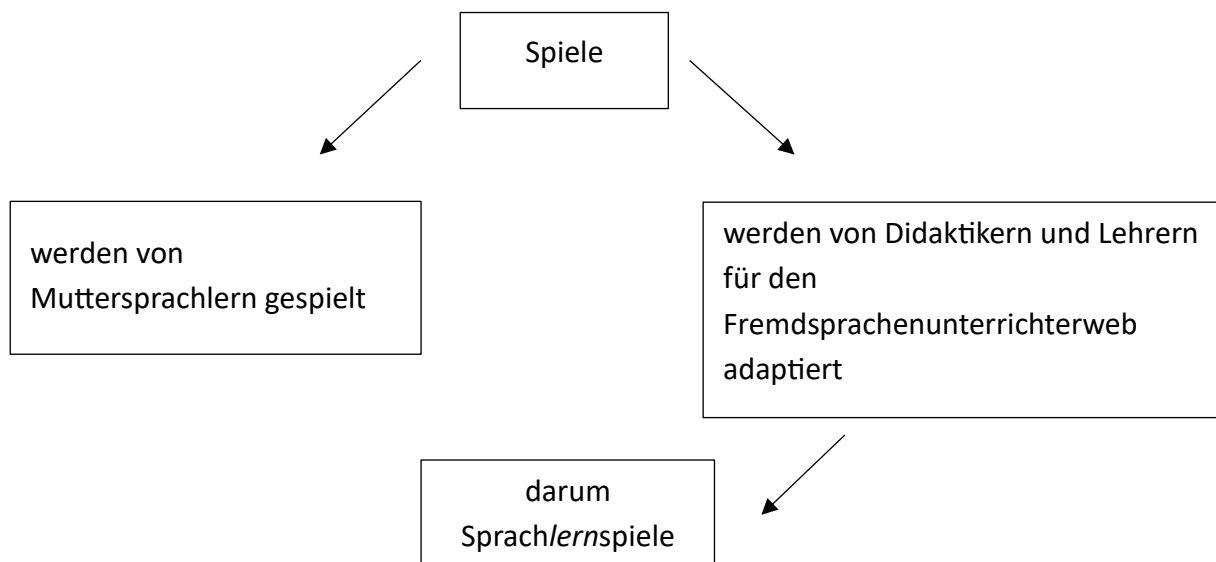 Spiele
werden von
Muttersprachlern gespielt
werden von Didaktikern und Lehrern
für den
Fremdsprachenunterrichterweb
adaptiert
darum
Sprachlernspiele